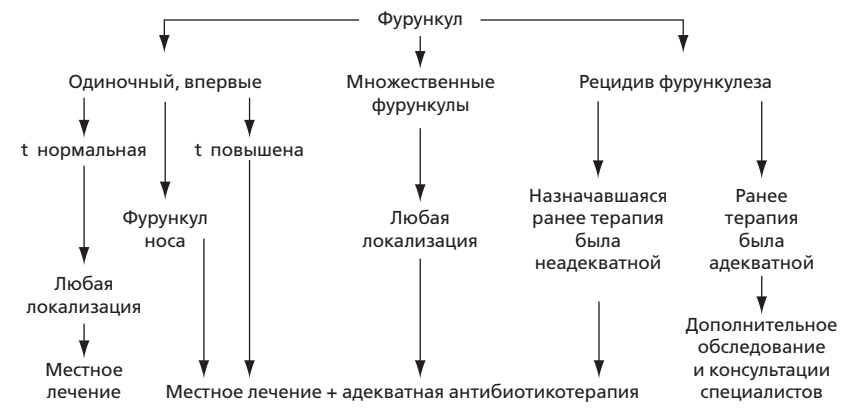 Фурункул
Одиночный, впервые
t нормальная
t повышена
Фурункул
носа
Любая
локализация
Местное
лечение
Множественные
фурункулы
Любая
локализация
Местное лечение + адекватная антибиотикотерапия
Рецидив фурункулеза
Назначавшаяся
ранее терапия
была
неадекватной
Ранее
терапия
была
адекватной
Дополнительное
обследование
и консультации
специалистов